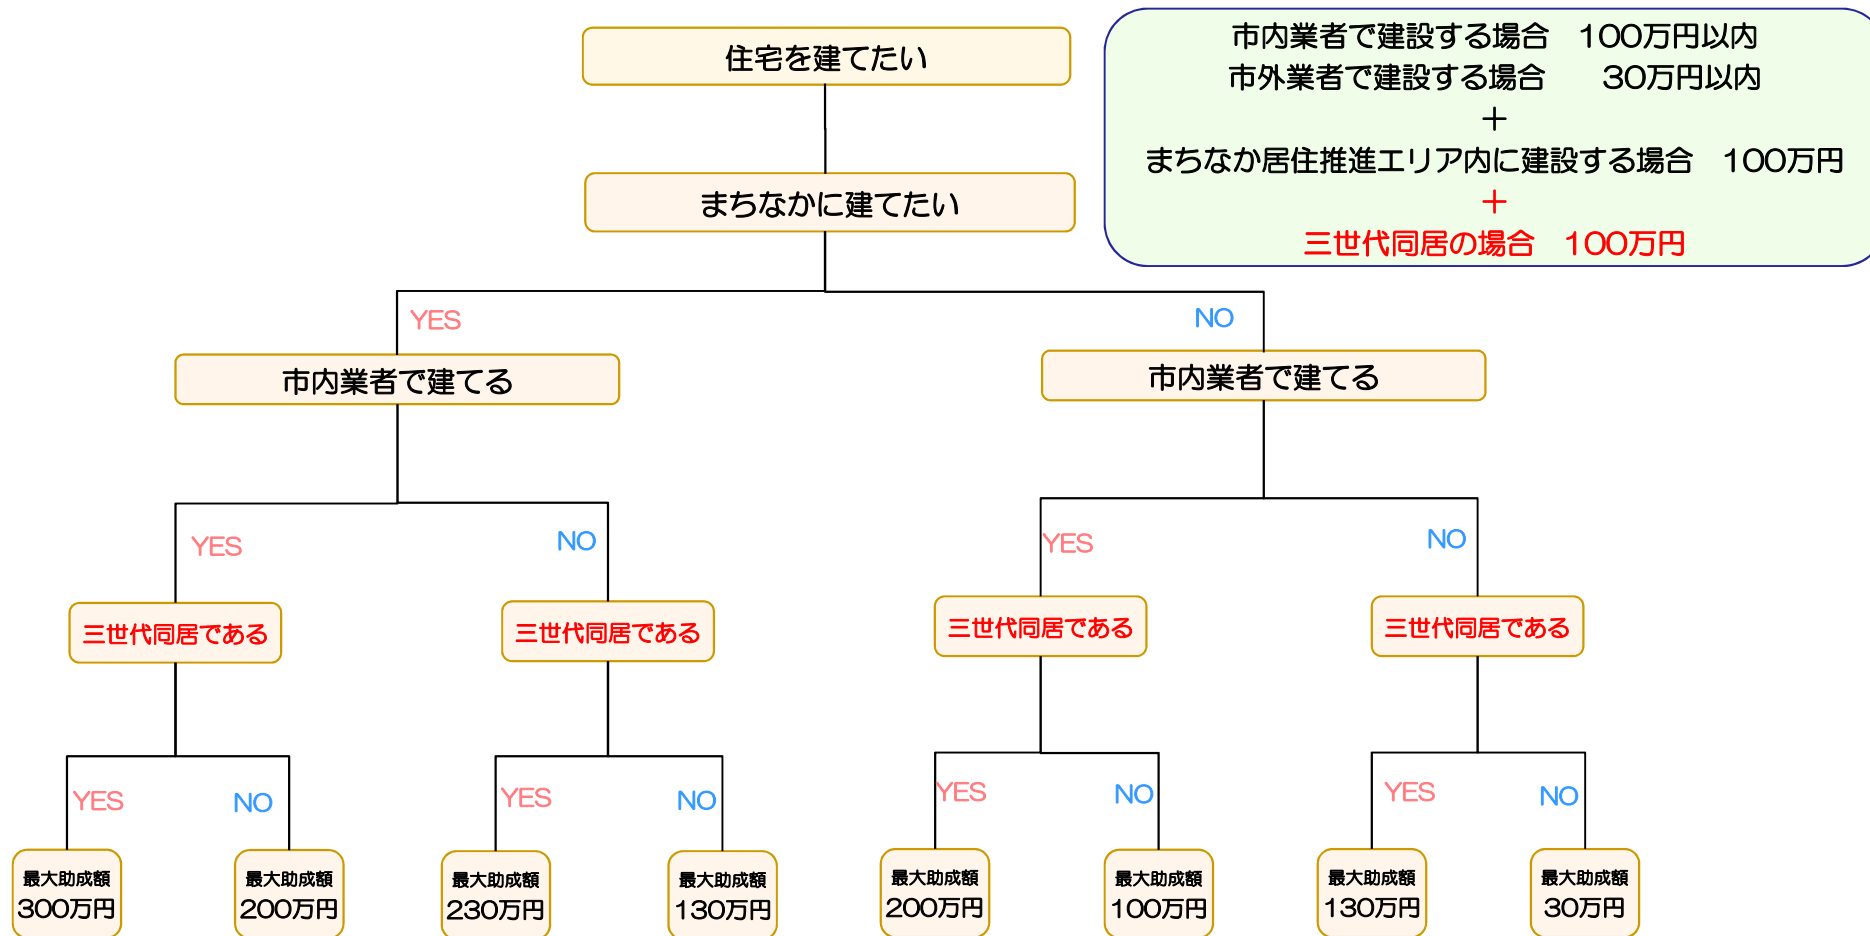 住宅を建てたい
市内業者で建設する場合　100万円以内
市外業者で建設する場合　　30万円以内
＋
まちなか居住推進エリア内に建設する場合　100万円
＋
三世代同居の場合　100万円
まちなかに建てたい
YES
NO
市内業者で建てる
市内業者で建てる
YES
NO
YES
NO
三世代同居である
三世代同居である
三世代同居である
三世代同居である
YES
NO
YES
NO
YES
NO
YES
NO
最大助成額
300万円
最大助成額
200万円
最大助成額
230万円
最大助成額
130万円
最大助成額
200万円
最大助成額
100万円
最大助成額
130万円
最大助成額
30万円